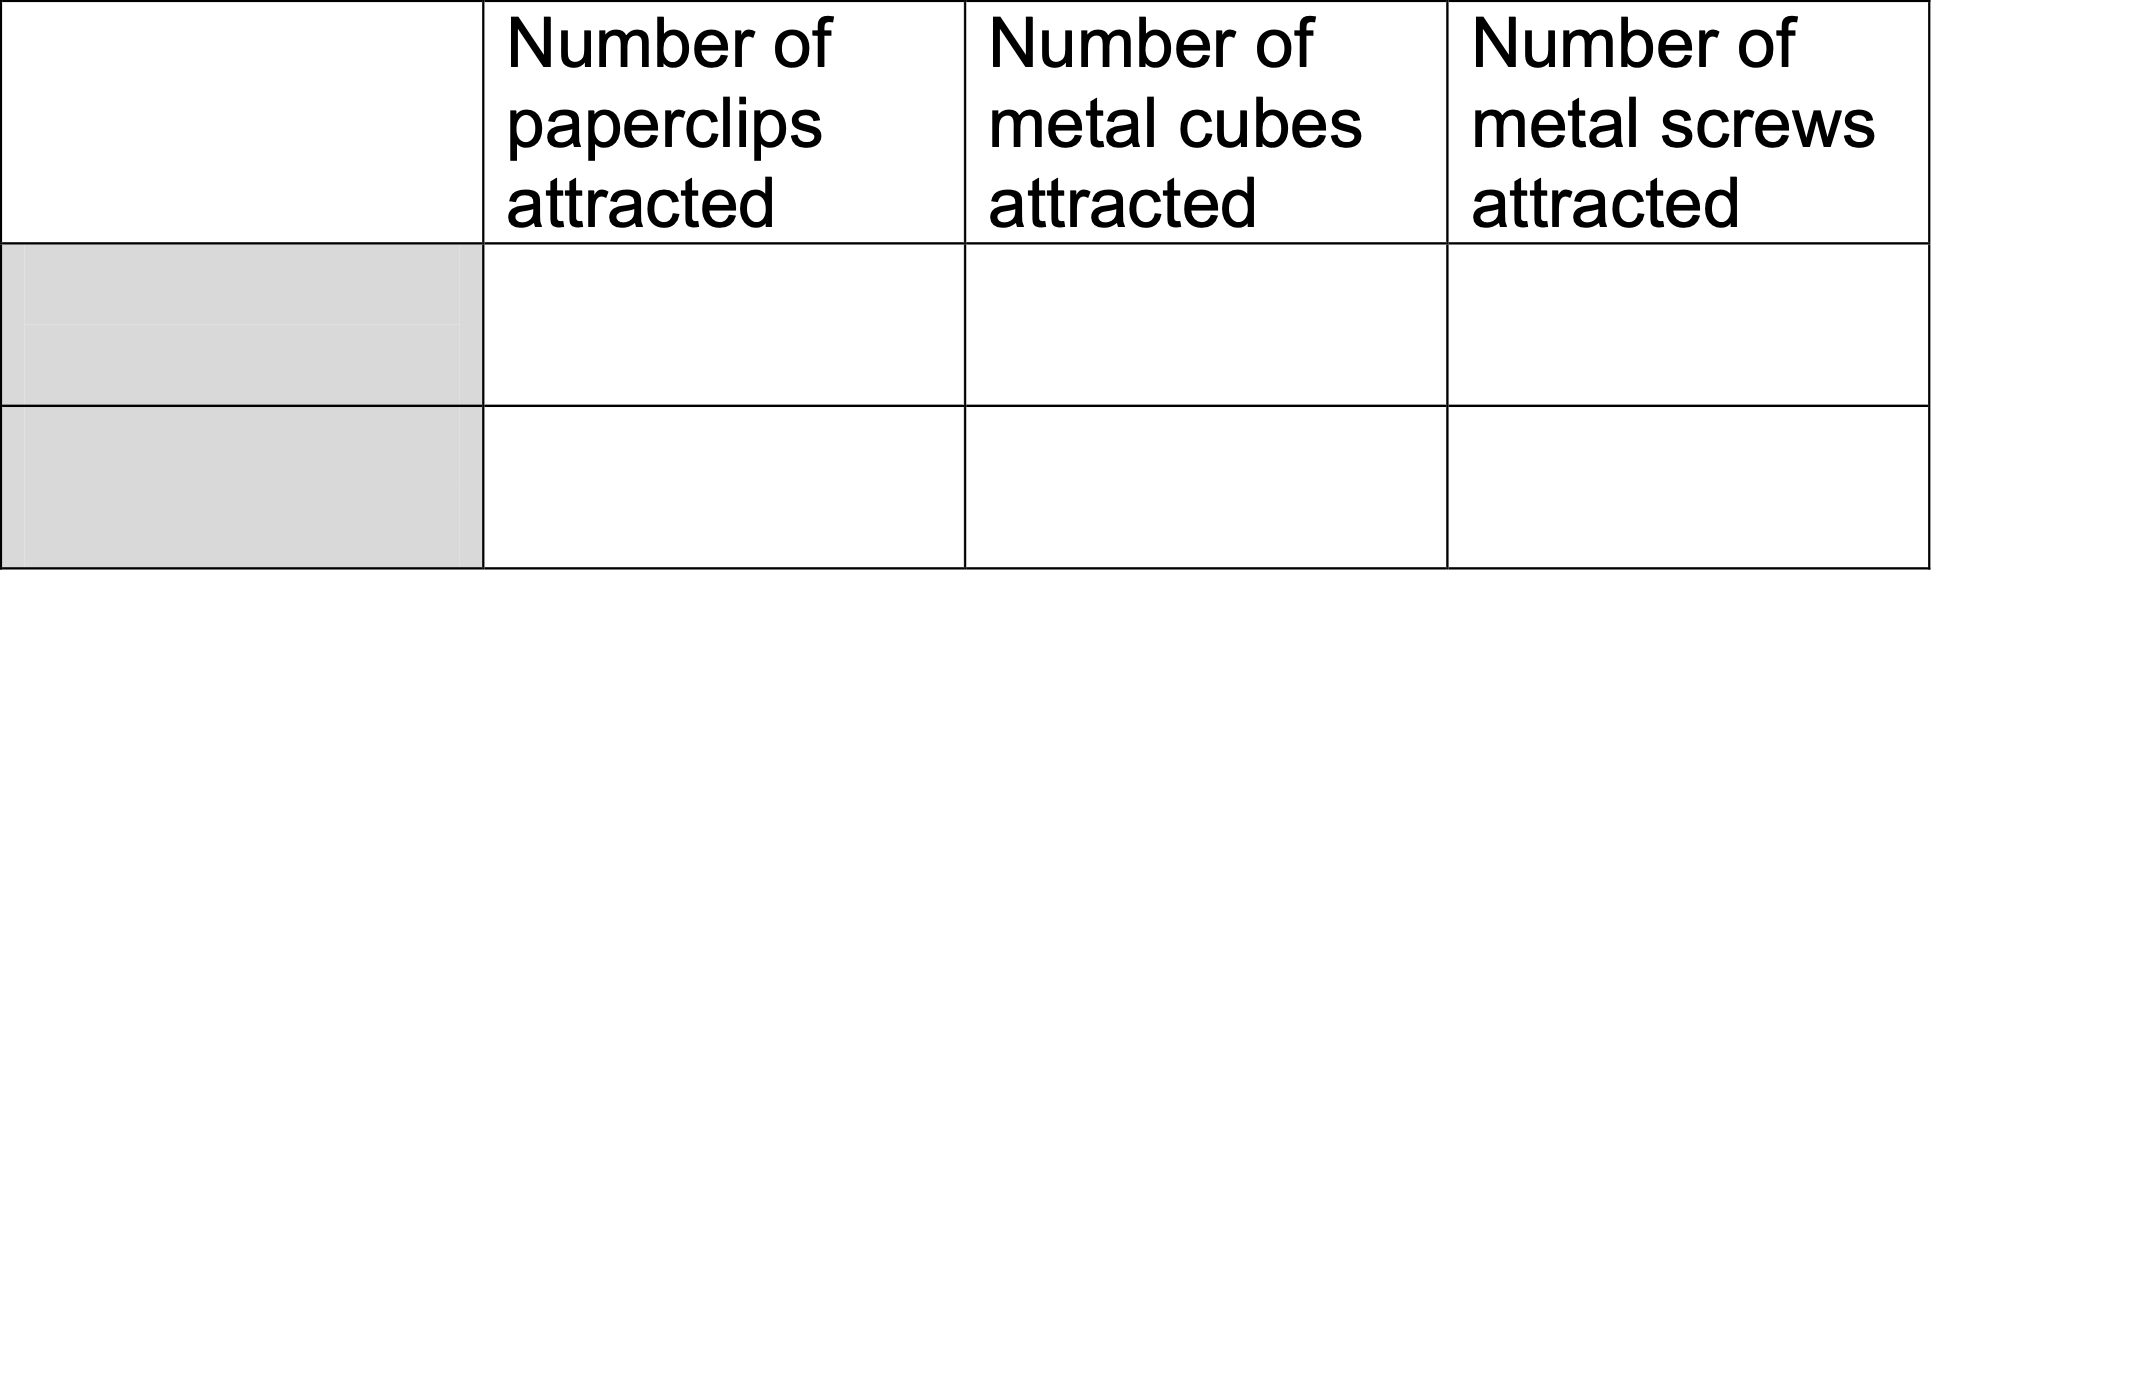 Number of
paperclips
attracted
Number of
metal cubes
attracted
Number of
metal screws
attracted